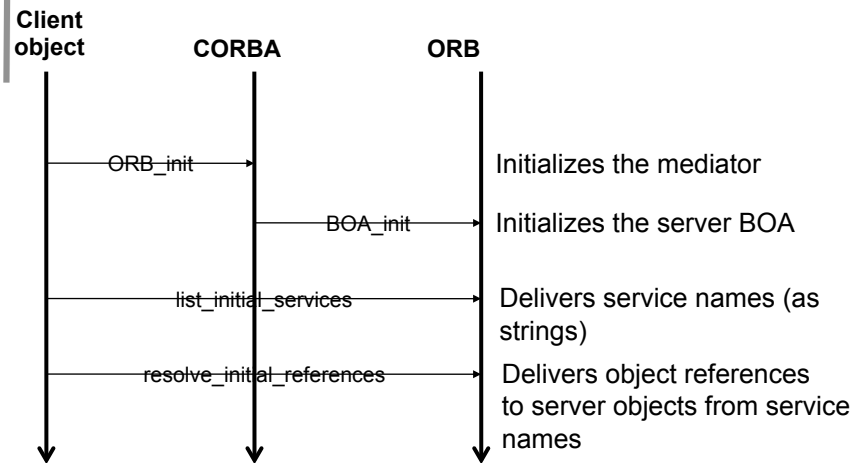 Client
object
CORBA
ORB
ORB_init
Initializes the mediator
BOA_init
Initializes the server BOA
list_initial_services
Delivers service names (as
strings)
resolve_initial_references
Delivers object references
to server objects from service
names